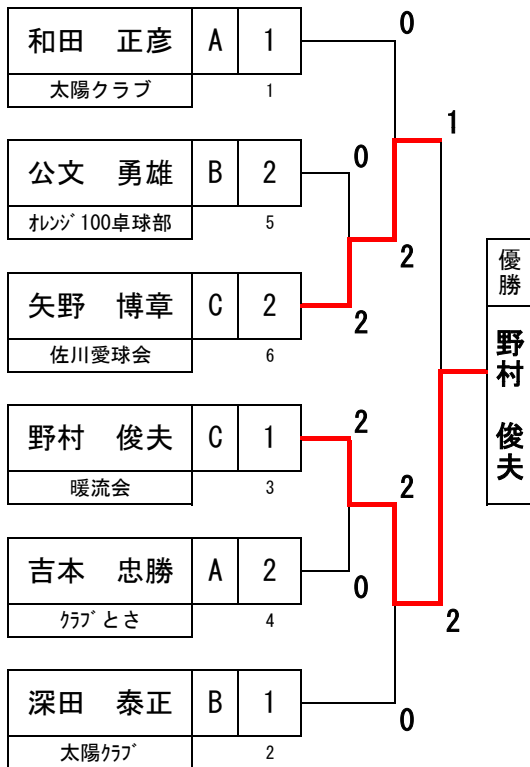 和田　正彦 A 1
太陽クラブ 1
0
1
公文　勇雄 B 2
0
ｵﾚﾝｼﾞ100卓球部 5
2
矢野　博章 C 2
2
佐川愛球会 6
優勝
野村　俊夫
野村　俊夫 C 1
2
暖流会 3
2
吉本　忠勝 A 2
0
ｸﾗﾌﾞとさ 4
2
深田　泰正 B 1
0
太陽ｸﾗﾌﾞ 2